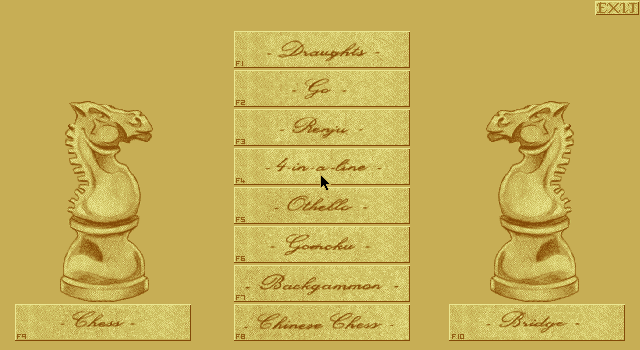 EXIT
- Draughts -
F1
- Go -
F2
- Renju -
F3
- 4-in-a-line -
F4
- Othello -
F5
- Gomoku -
F6
- Backgammon -
F7
- Chinese Chess -
F8
- Chess -
F9
- Bridge -
F10